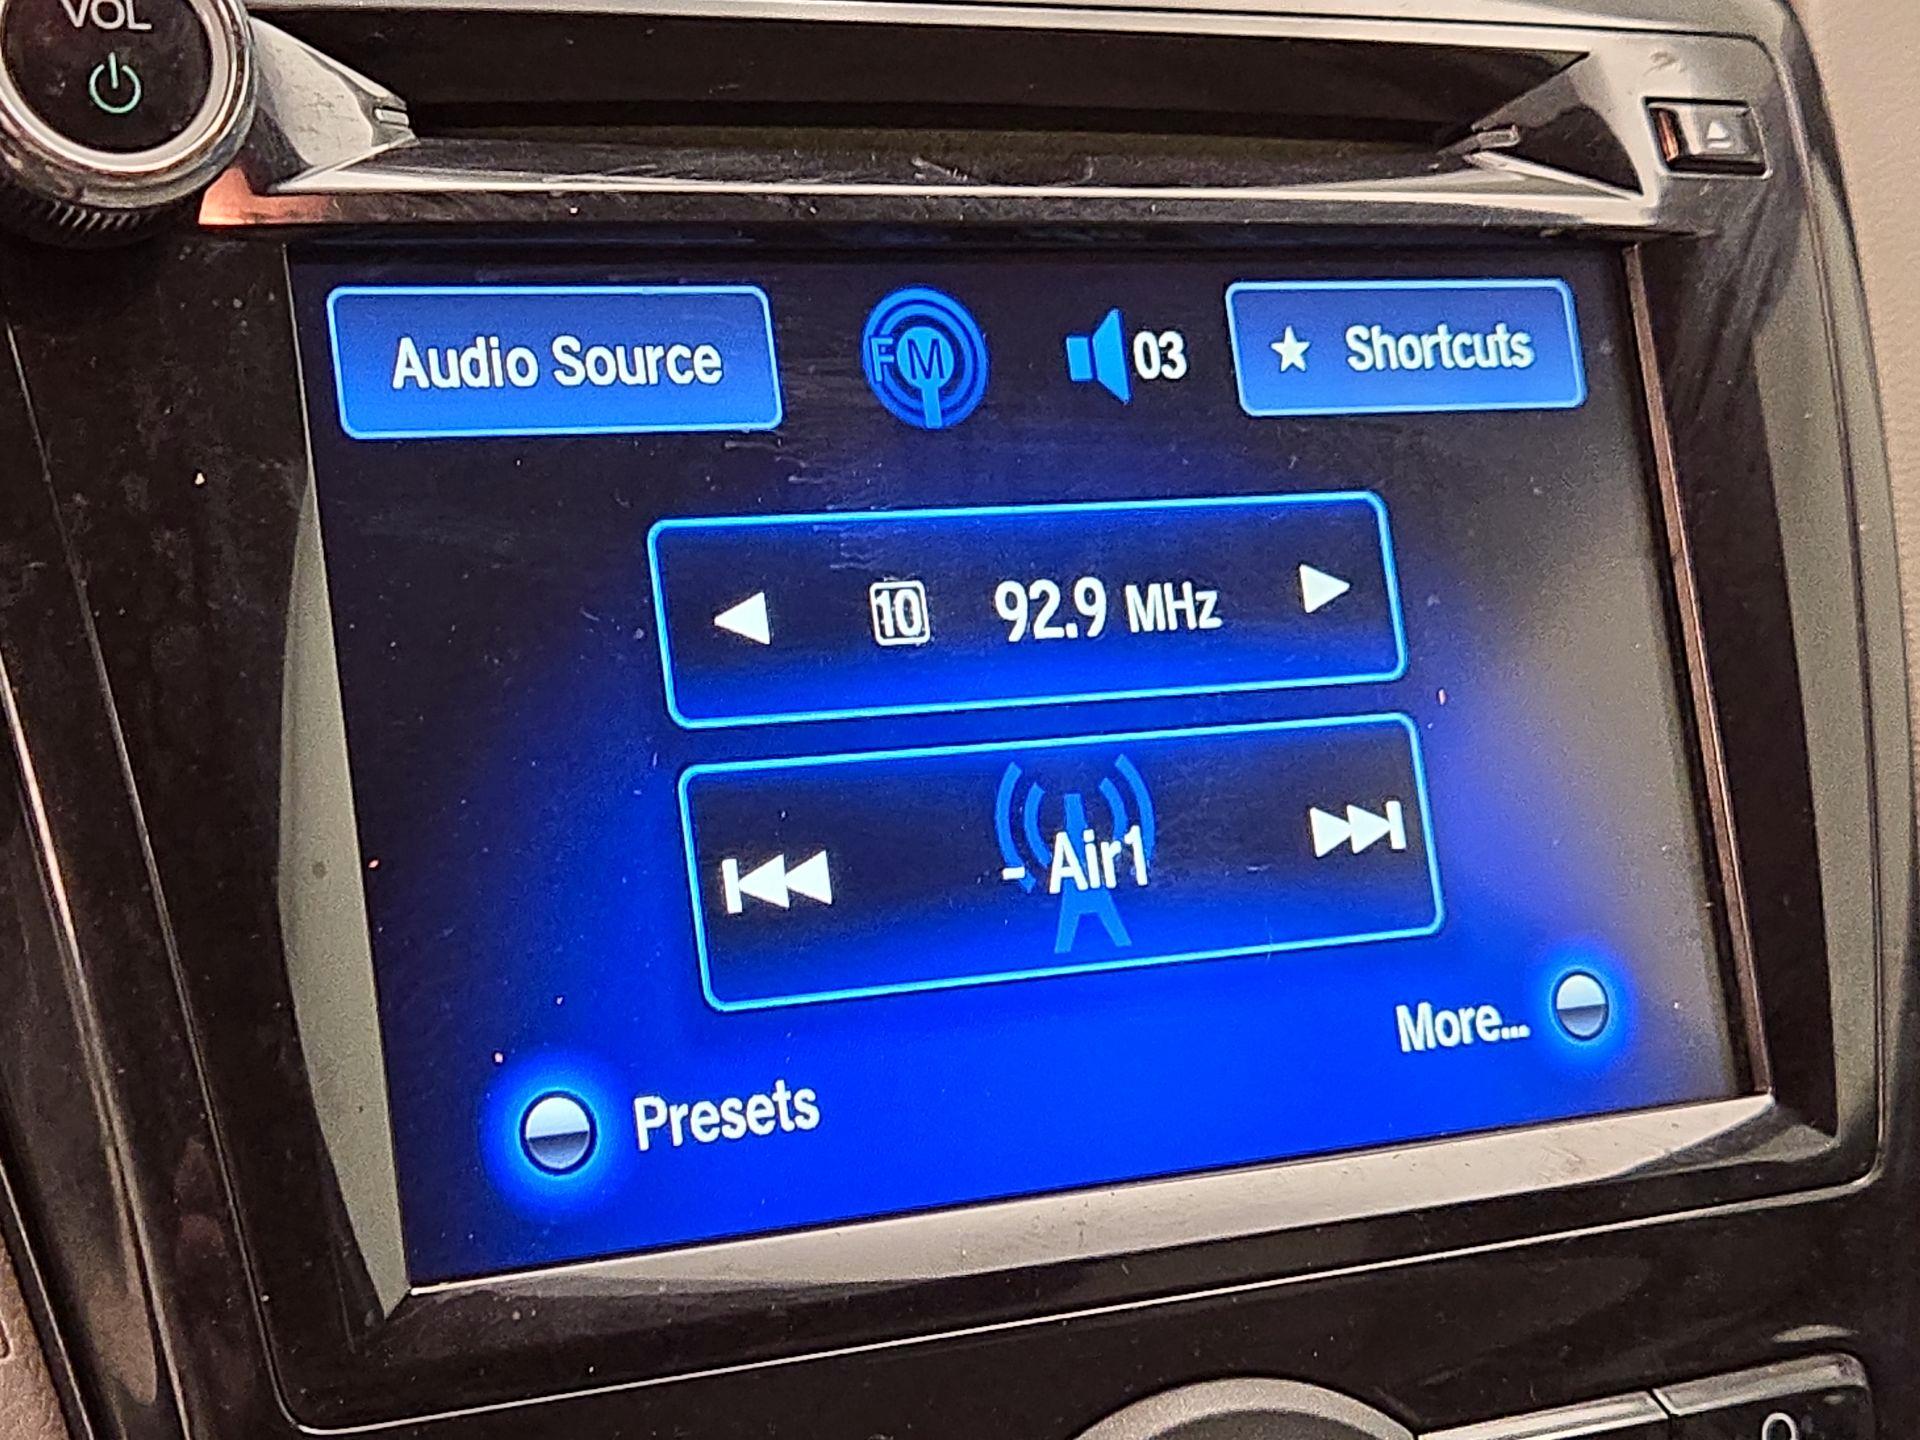 VOL
Audio Source
FM
03
★ Shortcuts
10 92.9 MHz
- Air1
More...
Presets